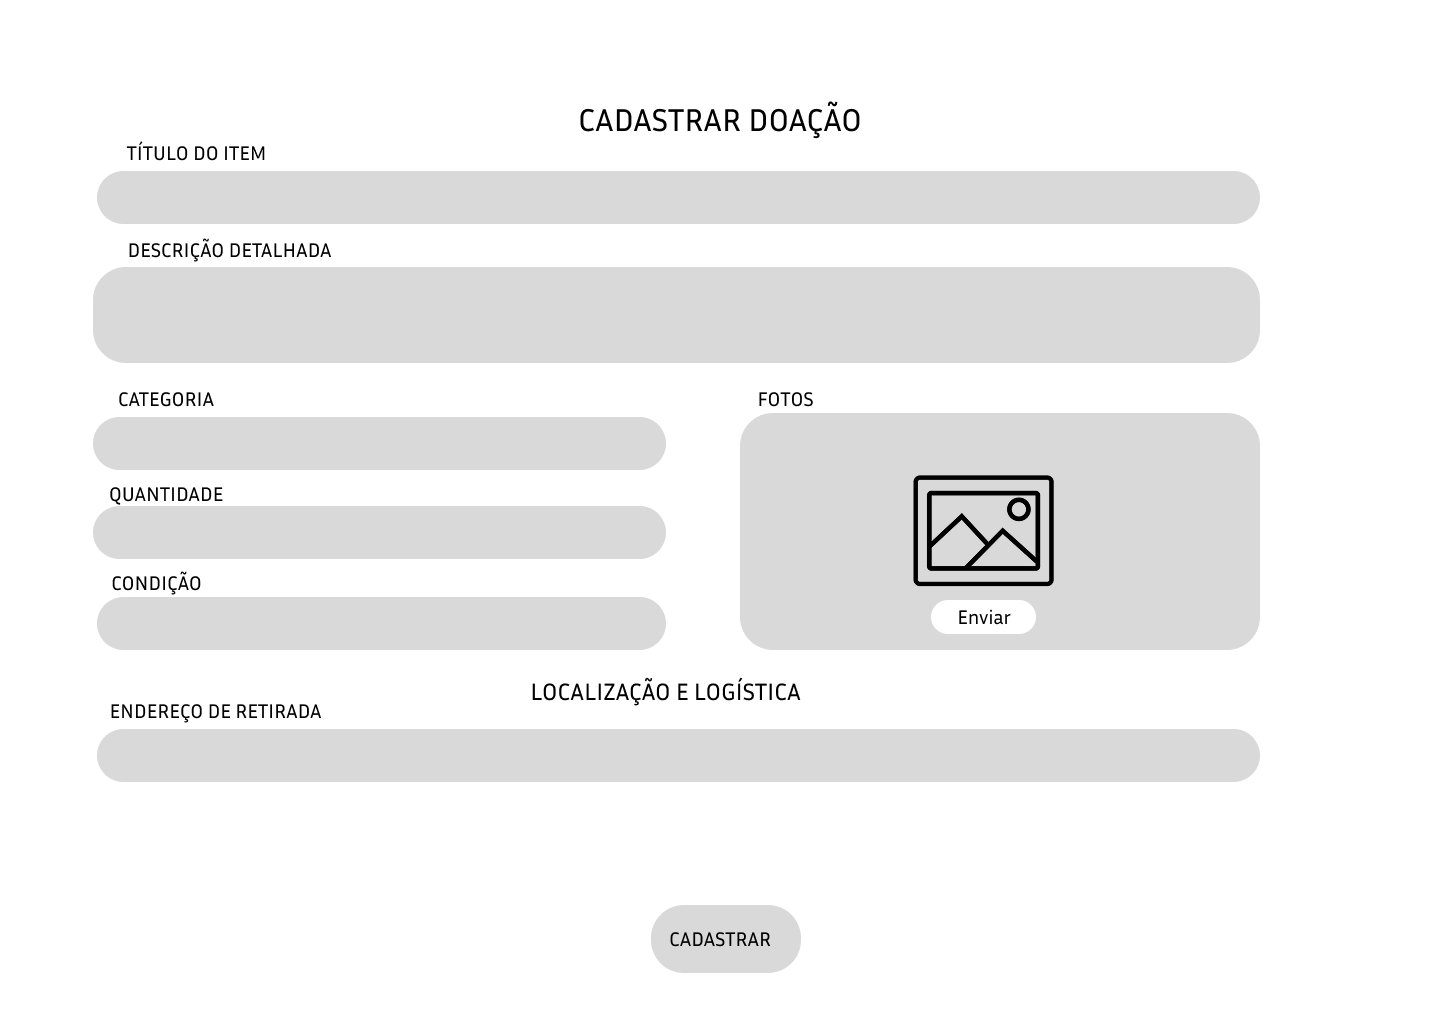 CADASTRAR DOAÇÃO
TÍTULO DO ITEM
DESCRIÇÃO DETALHADA
CATEGORIA
QUANTIDADE
CONDIÇÃO
FOTOS
Enviar
LOCALIZAÇÃO E LOGÍSTICA
ENDEREÇO DE RETIRADA
CADASTRAR